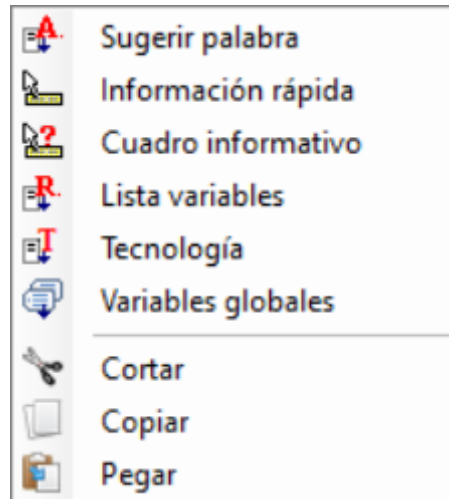 Sugerir palabra
Información rápida
Cuadro informativo
Lista variables
Tecnología
Variables globales
Cortar
Copiar
Pegar